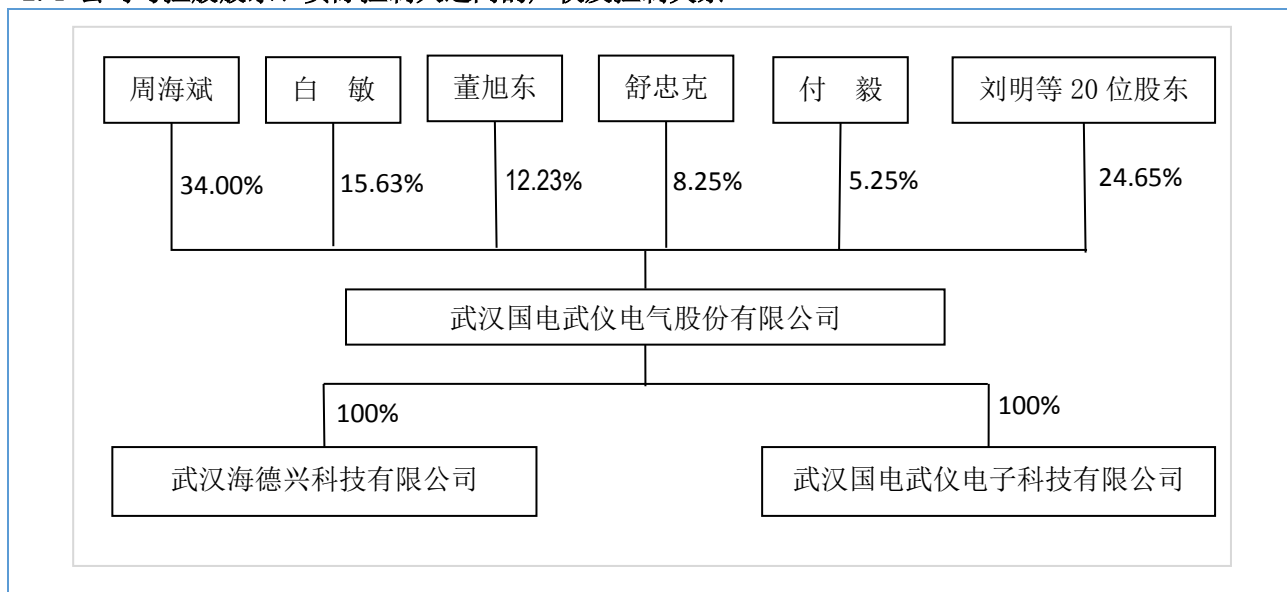 周海斌 白 敏 董旭东 舒忠克 付 毅 刘明等 20 位股东
34.00% 15.63% 12.23% 8.25% 5.25% 24.65%
武汉国电武仪电气股份有限公司
100% 100%
武汉海德兴科技有限公司 武汉国电武仪电子科技有限公司